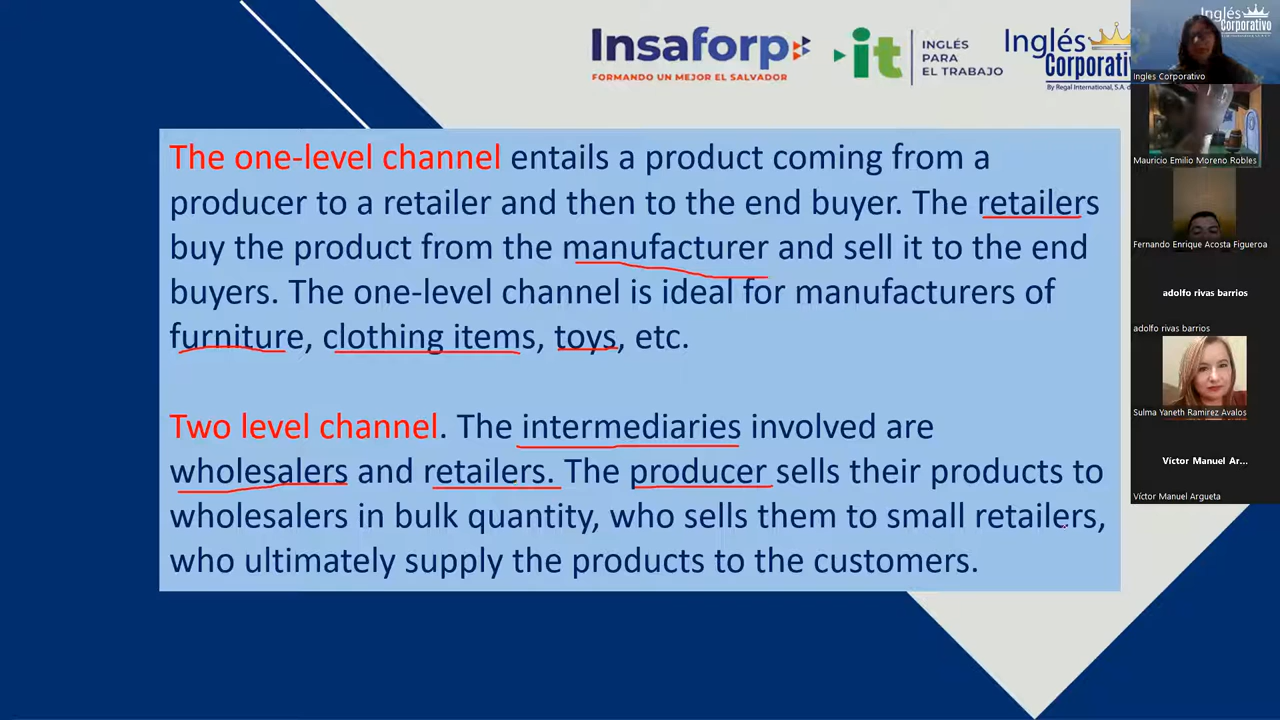 Insaforp
FORMANDO UN MEJOR EL SALVADOR
it
INGLÉS
PARA
EL TRABAJO
Inglés
Corporativ
By Regal International, S.A. d
The one-level channel entails a product coming from a
producer to a retailer and then to the end buyer. The retailers
buy the product from the manufacturer and sell it to the end
buyers. The one-level channel is ideal for manufacturers of
furniture, clothing items, toys, etc.
Two level channel. The intermediaries involved are
wholesalers and retailers. The producer sells their products to
wholesalers in bulk quantity, who sells them to small retailers,
who ultimately supply the products to the customers.
Inglés
Corporativo
Ingles Corporativo
Mauricio Emilio Moreno Robles
Fernando Enrique Acosta Figueroa
adolfo rivas barrios
adolfo rivas barrios
Sulma Yaneth Ramirez Avalos
Víctor Manuel Ar...
Víctor Manuel Argueta